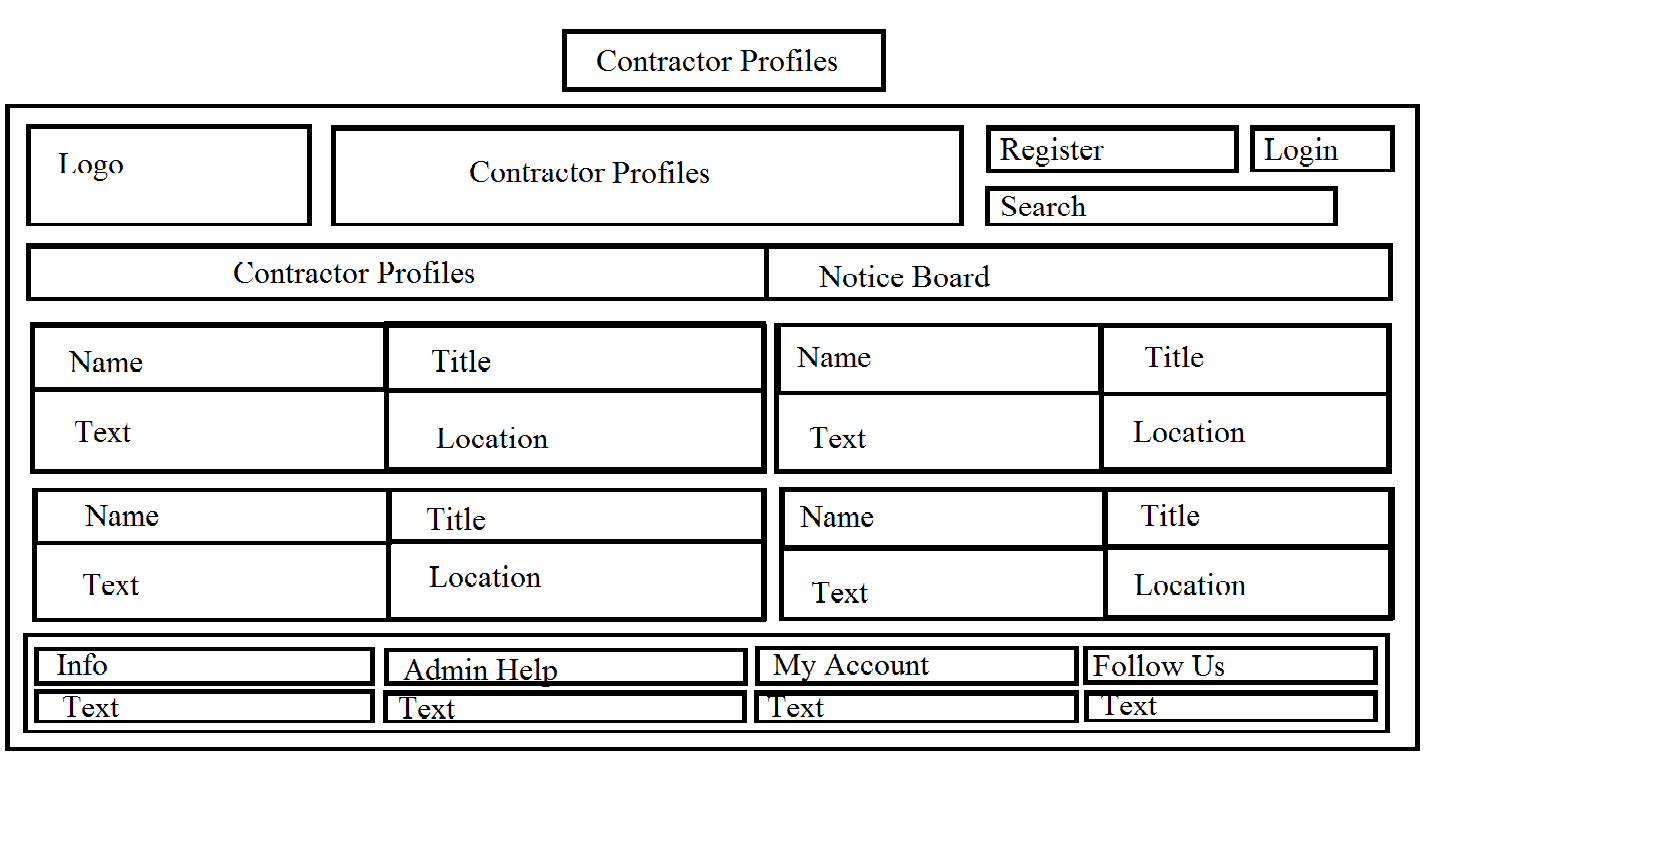 Contractor Profiles
Logo
Contractor Profiles
Register
Login
Search
Contractor Profiles
Notice Board
Name
Title
Name
Title
Text
Location
Text
Location
Name
Title
Name
Title
Text
Location
Text
Location
Info
Admin Help
My Account
Follow Us
Text
Text
Text
Text